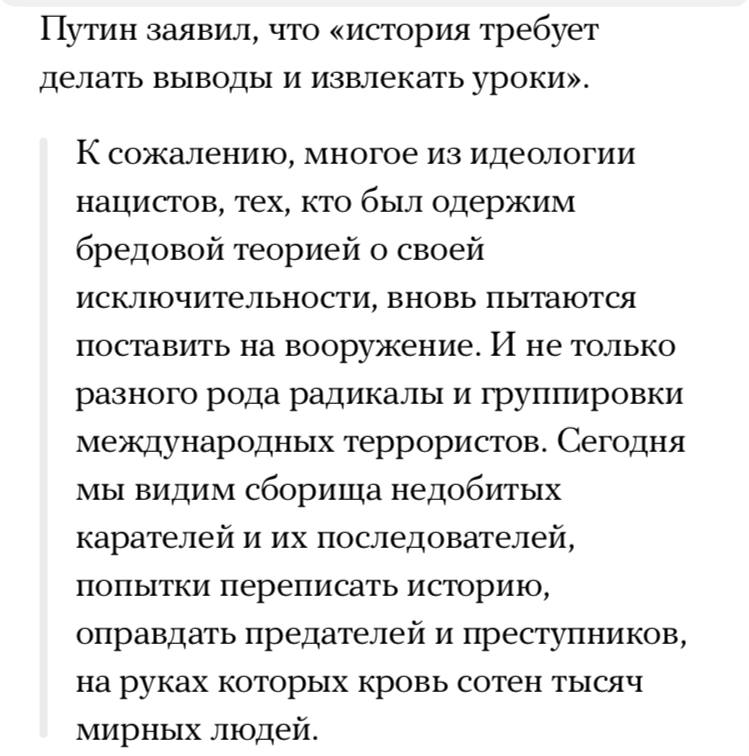 Путин заявил, что «история требует
делать выводы и извлекать уроки».
К сожалению, многое из идеологии
нацистов, тех, кто был одержим
бредовой теорией о своей
исключительности, вновь пытаются
поставить на вооружение. И не только
разного рода радикалы и группировки
международных террористов. Сегодня
мы видим сборища недобитых
карателей и их последователей,
попытки переписать историю,
оправдать предателей и преступников,
на руках которых кровь сотен тысяч
мирных людей.